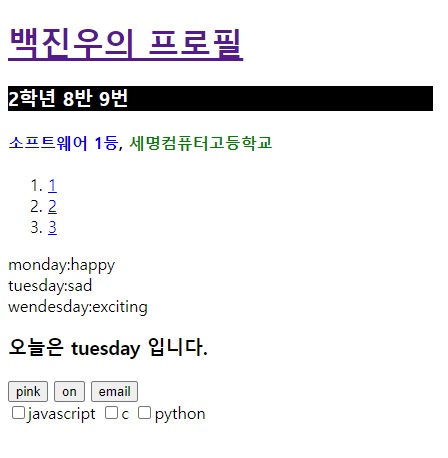 백진우의 프로필
2학년 8반 9번
소프트웨어 1등, 세명컴퓨터고등학교
1. 1
2. 2
3. 3
monday:happy
tuesday:sad
wendesday:exciting
오늘은 tuesday 입니다.
pink on email
javascript c python